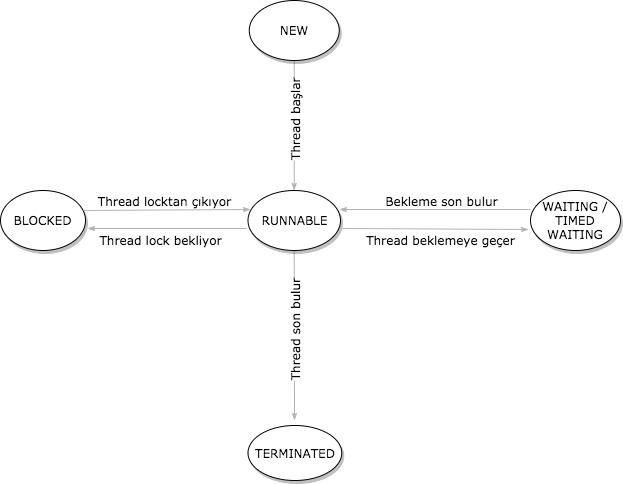 NEW
Thread başlar
Thread locktan çıkıyor
Bekleme son bulur
BLOCKED
RUNNABLE
WAITING /
TIMED
WAITING
Thread lock bekliyor
Thread beklemeye geçer
Thread son bulur
TERMINATED